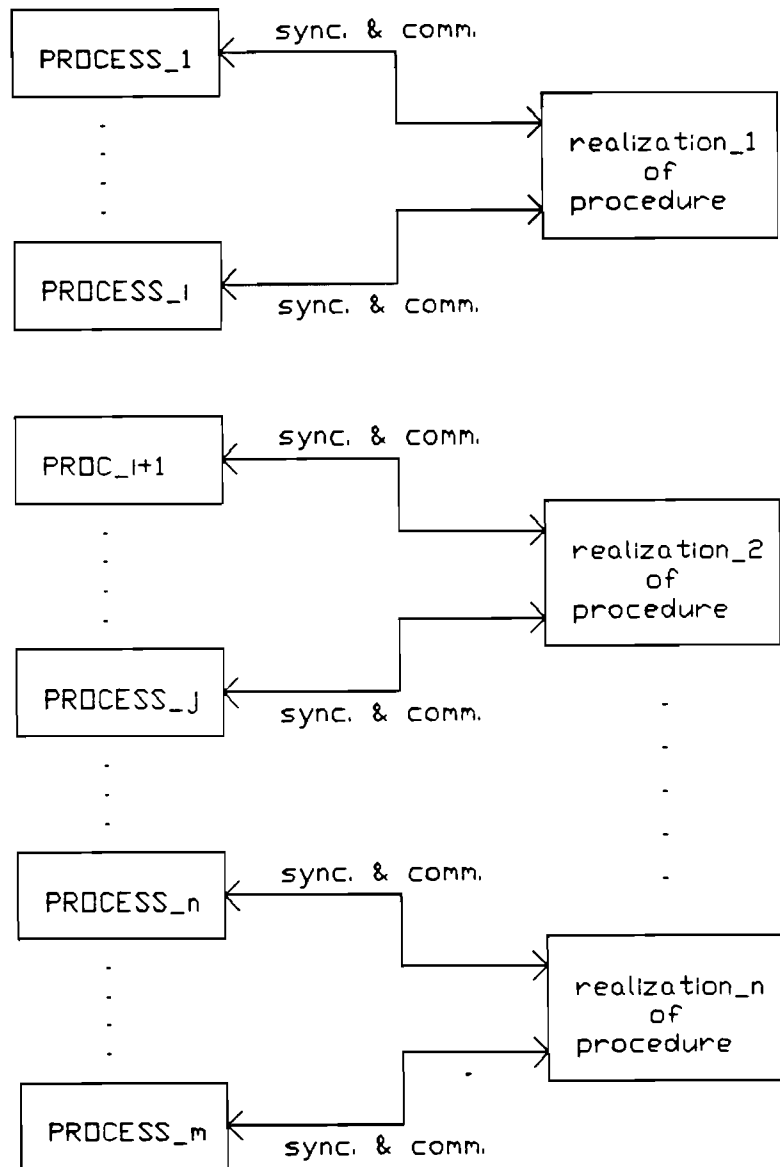 sync. & comm.
PROCESS_1
realization_1
of
procedure
PROCESS_i
sync. & comm.
sync. & comm.
PROC_i+1
realization_2
of
procedure
PROCESS_j
sync. & comm.
sync. & comm.
PROCESS_n
realization_n
of
procedure
PROCESS_m
sync. & comm.